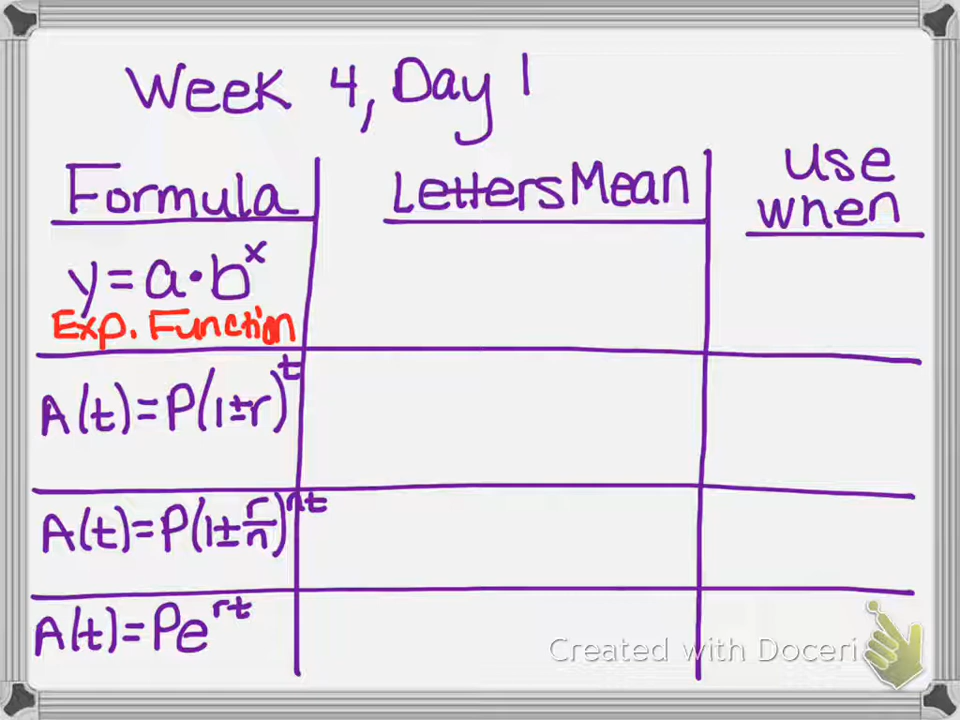 Week 4, Day 1
Formula
Letters Mean
Use
when
y = a • b^x
Exp. Function
A(t) = P(1±r)^t
A(t) = P(1±r/n)^nt
A(t) = Pe^rt
Created with Doceri